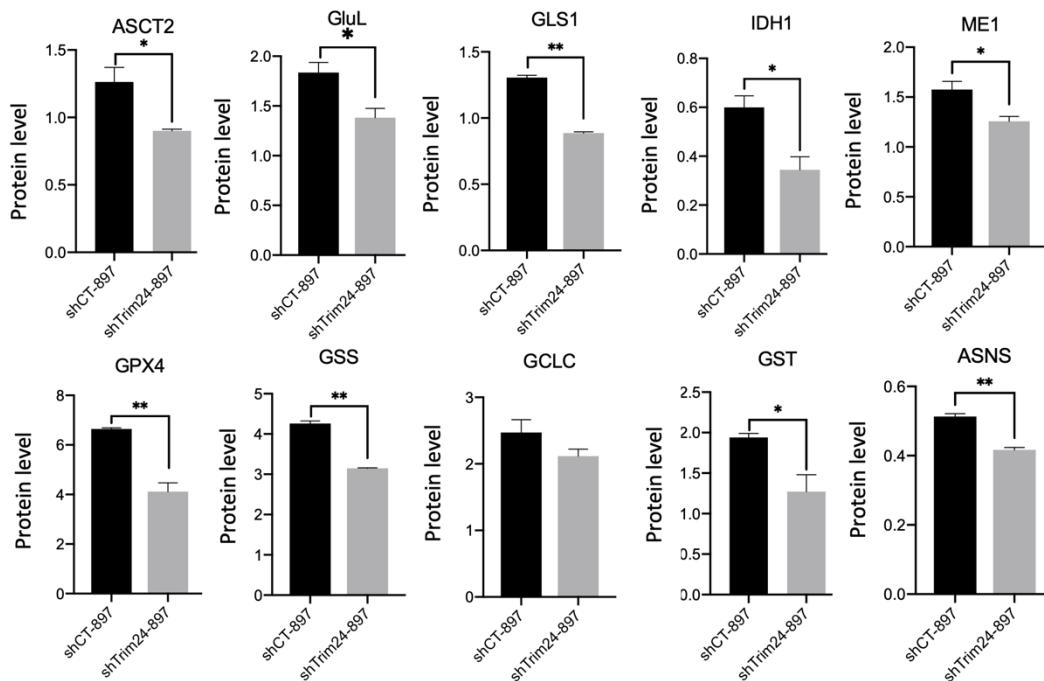 ASCT2
*
1.5
1.0
0.5
0.0
Protein level
shCT-897
shTrim24-897
GluL
*
2.0
1.5
1.0
0.5
0.0
Protein level
shCT-897
shTrim24-897
GLS1
**
1.5
1.0
0.5
0.0
Protein level
shCT-897
shTrim24-897
IDH1
*
0.8
0.6
0.4
0.2
0.0
Protein level
shCT-897
shTrim24-897
ME1
*
2.0
1.5
1.0
0.5
0.0
Protein level
shCT-897
shTrim24-897
GPX4
**
8
6
4
2
0
Protein level
shCT-897
shTrim24-897
GSS
**
5
4
3
2
1
0
Protein level
shCT-897
shTrim24-897
GCLC
3
2
1
0
Protein level
shCT-897
shTrim24-897
GST
*
2.5
2.0
1.5
1.0
0.5
0.0
Protein level
shCT-897
shTrim24-897
ASNS
**
0.6
0.4
0.2
0.0
Protein level
shCT-897
shTrim24-897